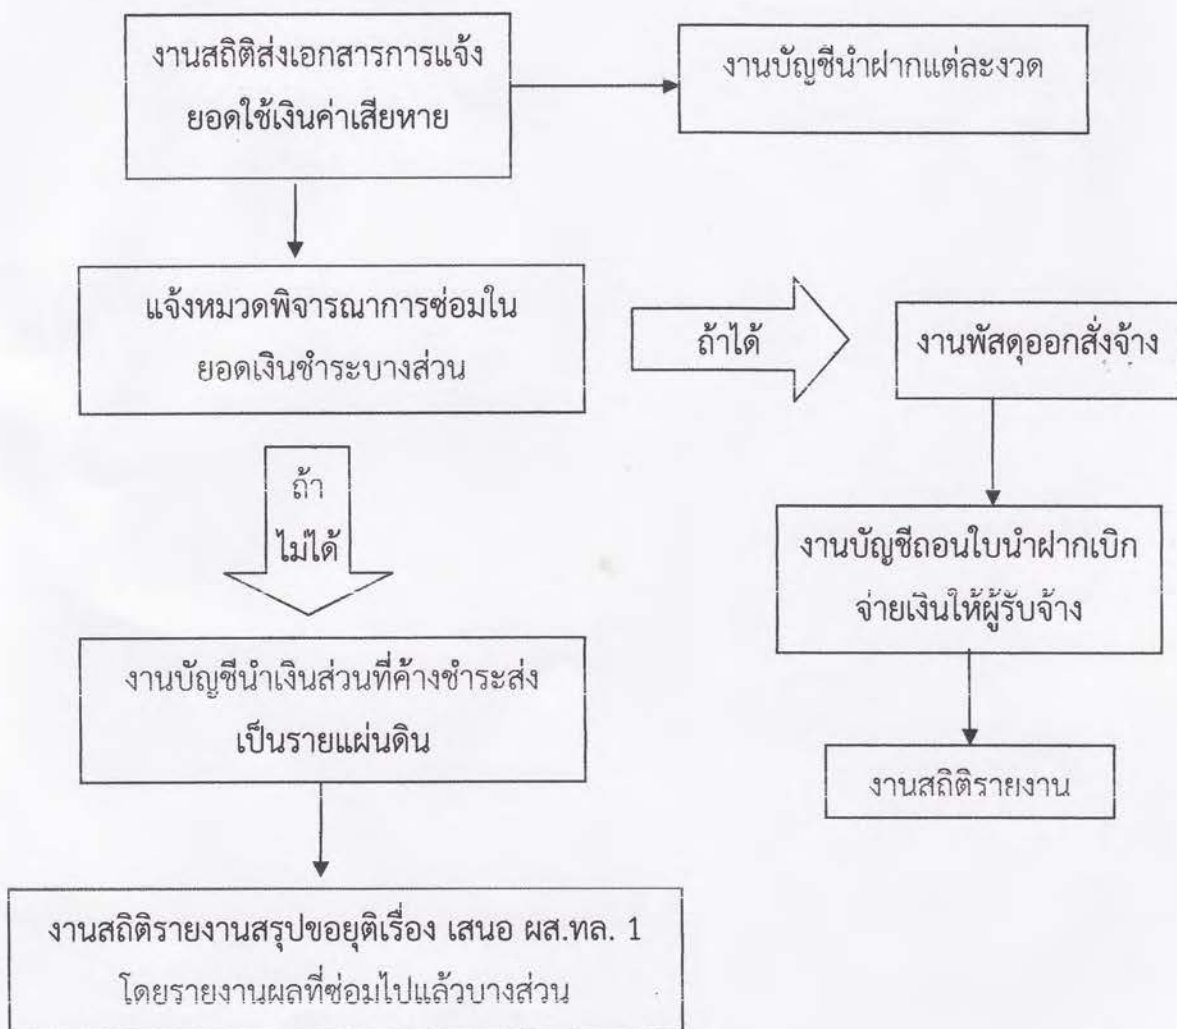 งานสถิติส่งเอกสารการแจ้ง
ยอดใช้เงินค่าเสียหาย
งานบัญชีนำฝากแต่ละงวด
แจ้งหมวดพิจารณาการซ่อมใน
ยอดเงินชำระบางส่วน
ถ้าได้
งานพัสดุออกสั่งจ้าง
ถ้า
ไม่ได้
งานบัญชีถอนใบนำฝากเบิก
จ่ายเงินให้ผู้รับจ้าง
งานบัญชีนำเงินส่วนที่ค้างชำระส่ง
เป็นรายแผ่นดิน
งานสถิติรายงาน
งานสถิติรายงานสรุปขอยุติเรื่อง เสนอ ผส.ทล. 1
โดยรายงานผลที่ซ่อมไปแล้วบางส่วน